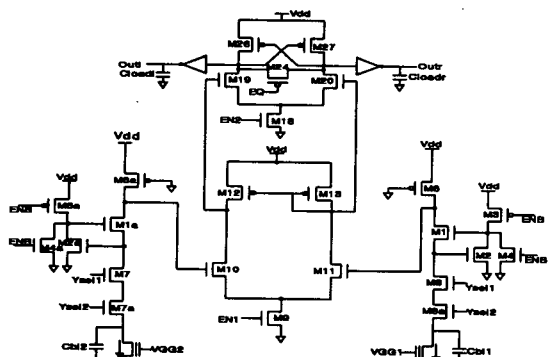 Vdd
M26
M27
Outl
Outr
Cloadl
M24
Cloadr
M19
M20
EQ
EN2
M18
Vdd
Vdd
Vdd
M6a
M12
M13
M6
Vdd
Vdd
ENB
M1a
M1
M3
ENB
ENB
M2
M4
ENB
M10
M11
Ysel1
M7
Ysel1
Ysel2
M7a
EN1
M9
M8a
Ysel2
Cbl2
VGG2
VGG1
Cbl1